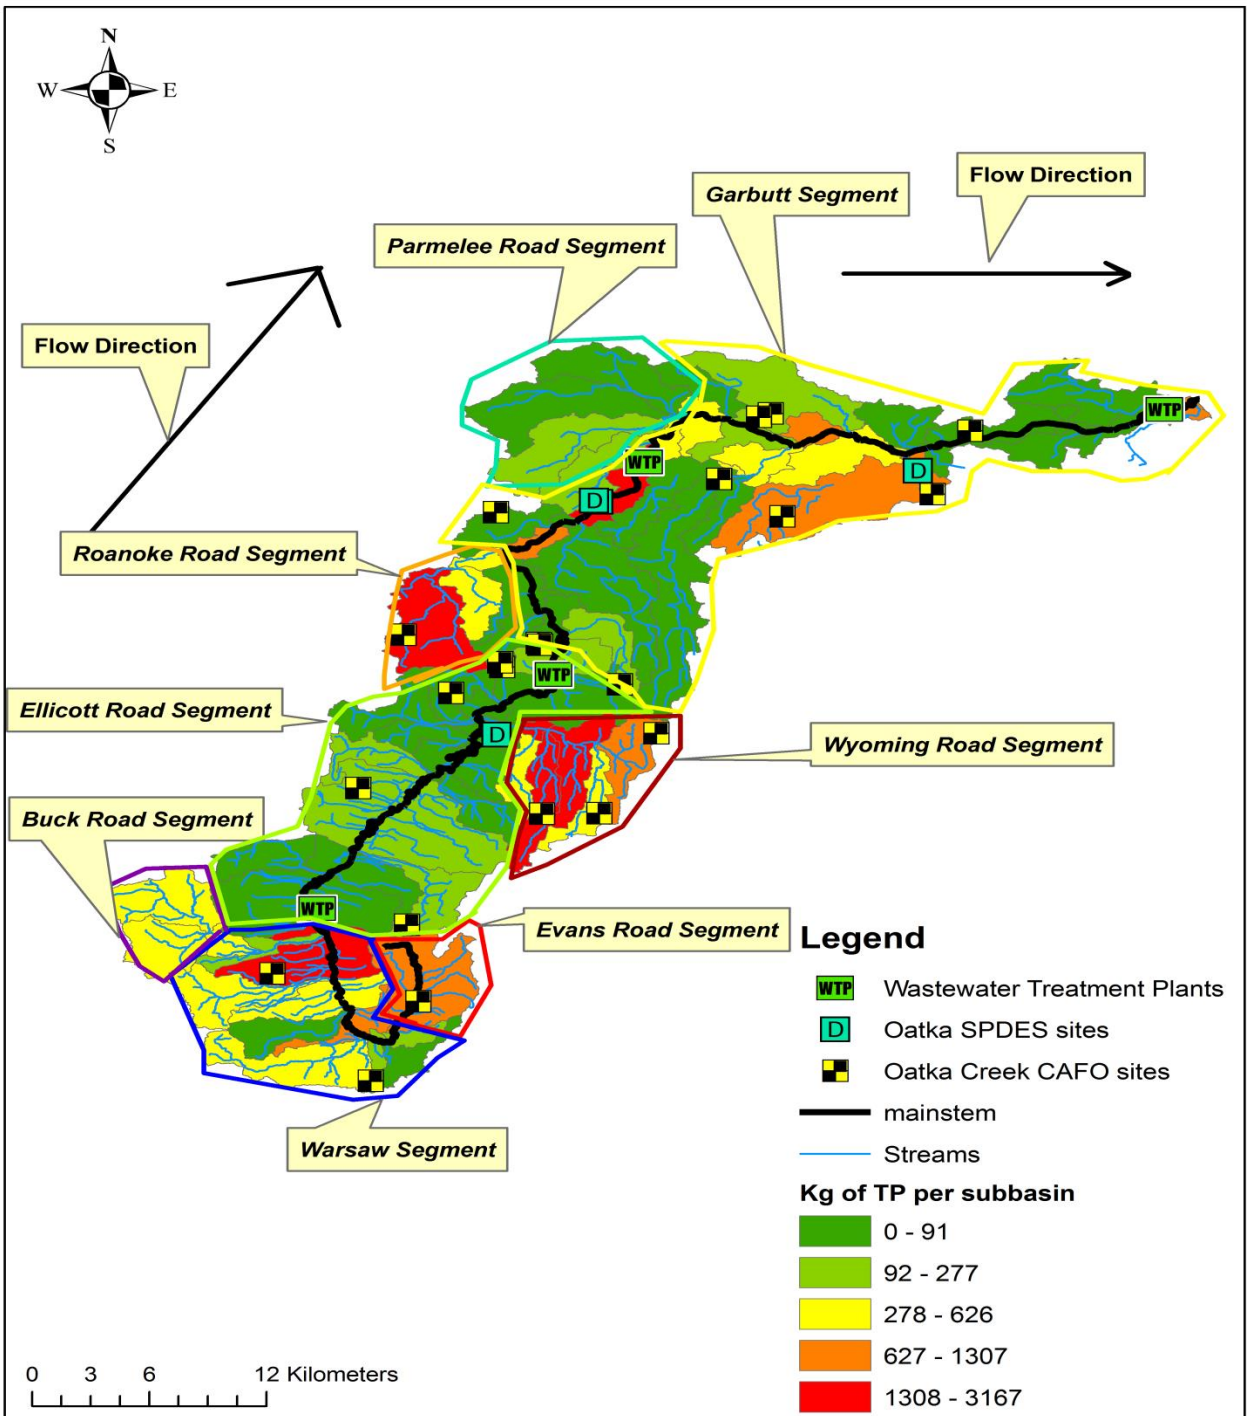 N
W E
S
Garbutt Segment
Flow Direction
Parmelee Road Segment
Flow Direction
WTP
WTP
D
D
Roanoke Road Segment
WTP
Ellicott Road Segment
D
Wyoming Road Segment
Buck Road Segment
WTP
Evans Road Segment
Warsaw Segment
Legend
WTP Wastewater Treatment Plants
D Oatka SPDES sites
Oatka Creek CAFO sites
mainstem
Streams
Kg of TP per subbasin
0 - 91
92 - 277
278 - 626
627 - 1307
1308 - 3167
0 3 6 12 Kilometers